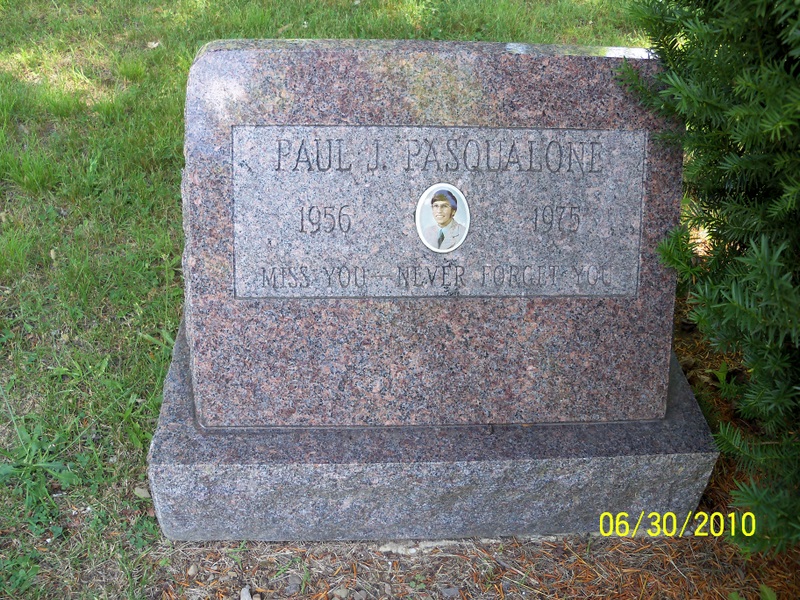 PAUL J. PASQUALONE
1956 1975
MISS YOU - NEVER FORGET YOU
06/30/2010